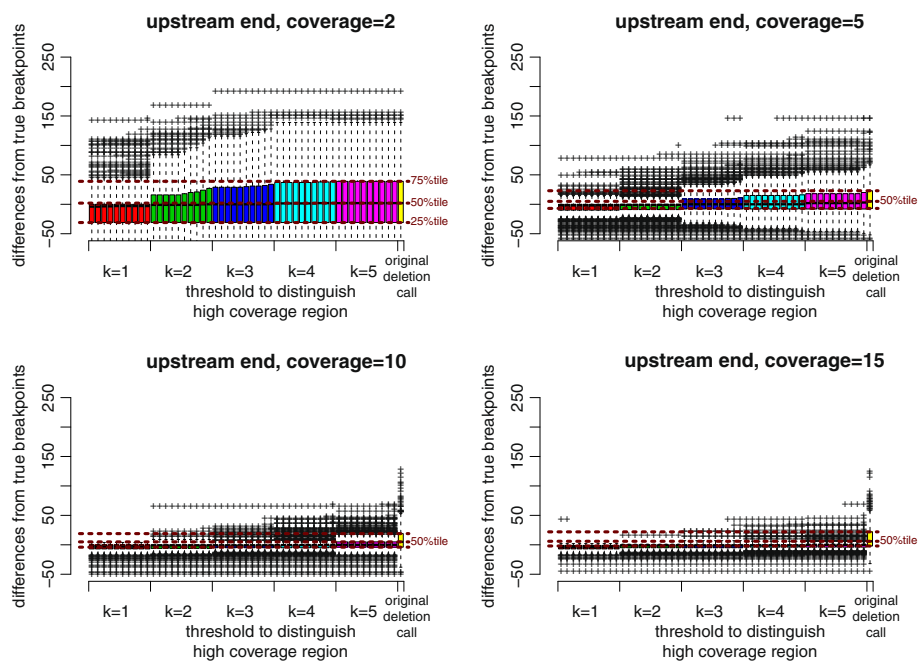 upstream end, coverage=2
differences from true breakpoints
250
150
50
−50
75%tile
50%tile
25%tile
k=1 k=2 k=3 k=4 k=5
original
deletion
call
threshold to distinguish
high coverage region
upstream end, coverage=5
differences from true breakpoints
250
150
50
−50
50%tile
k=1 k=2 k=3 k=4 k=5
original
deletion
call
threshold to distinguish
high coverage region
upstream end, coverage=10
differences from true breakpoints
250
150
50
−50
50%tile
k=1 k=2 k=3 k=4 k=5
original
deletion
call
threshold to distinguish
high coverage region
upstream end, coverage=15
differences from true breakpoints
250
150
50
−50
50%tile
k=1 k=2 k=3 k=4 k=5
original
deletion
call
threshold to distinguish
high coverage region